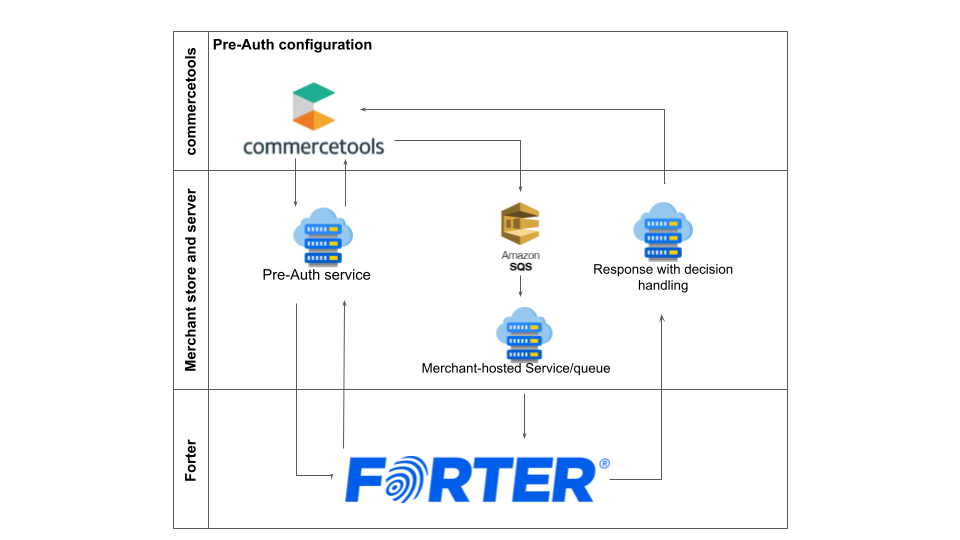 Pre-Auth configuration
commercetools
commercetools
Merchant store and server
Pre-Auth service
Amazon
SQS
Response with decision
handling
Merchant-hosted Service/queue
Forter
FORTER®